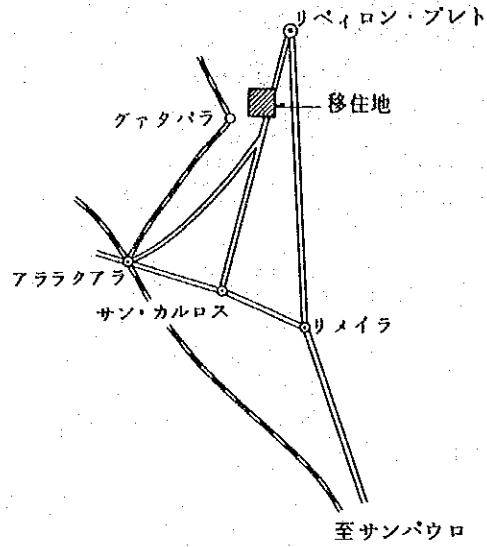 リベイロン・プレト
移住地
グァタパラ
アララクアラ
サン・カルロス
リメイラ
至サンパウロ